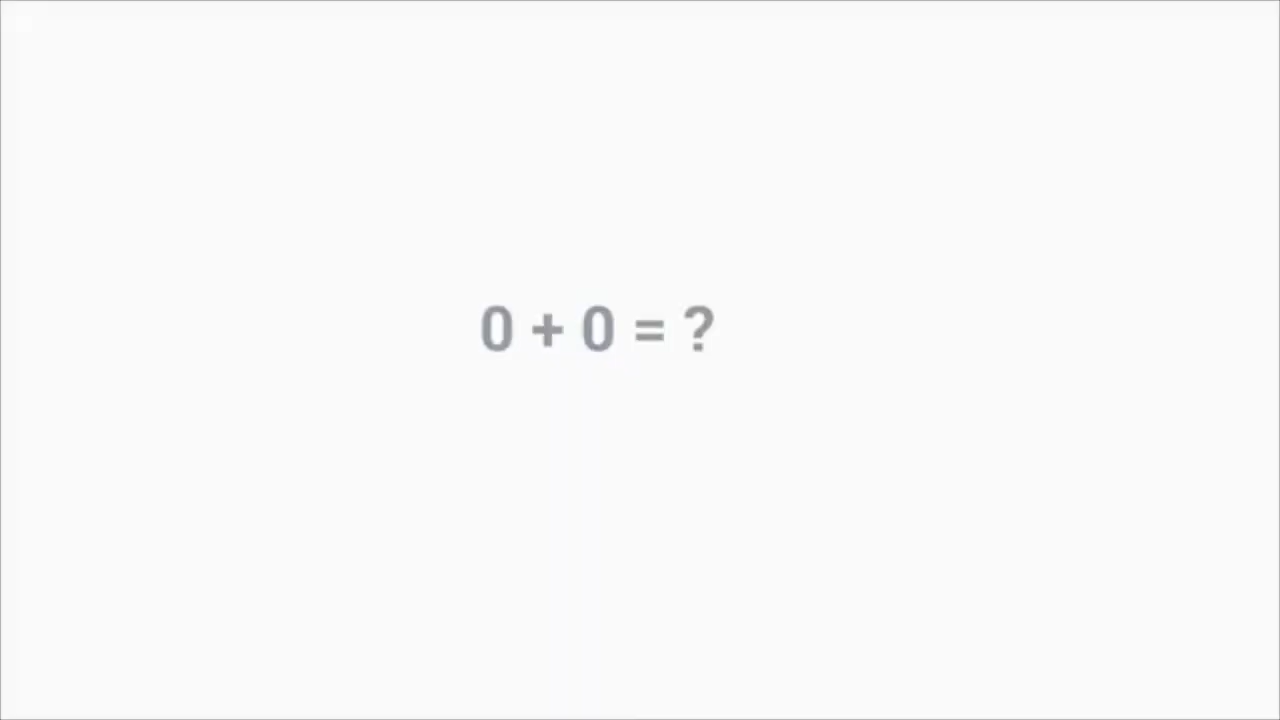 0 + 0 = ?